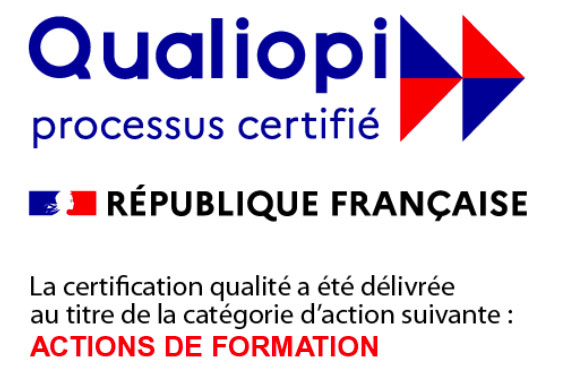 Qualiopi
processus certifié
RÉPUBLIQUE FRANÇAISE
La certification qualité a été délivrée
au titre de la catégorie d’action suivante :
ACTIONS DE FORMATION